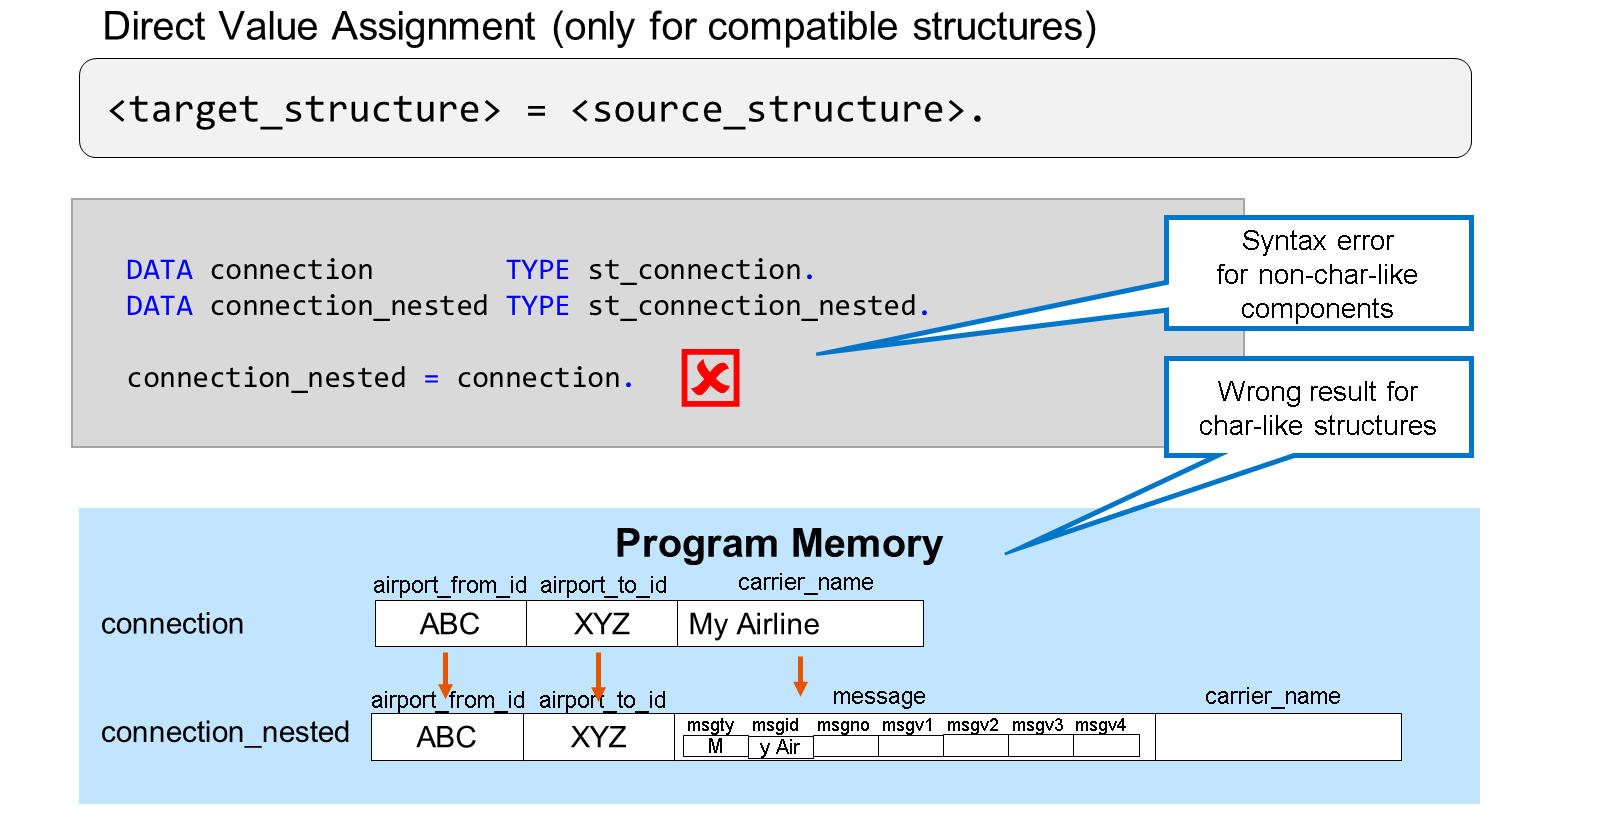 Direct Value Assignment (only for compatible structures)
<target_structure> = <source_structure>.
DATA connection TYPE st_connection.
DATA connection_nested TYPE st_connection_nested.
connection_nested = connection.
Syntax error
for non-char-like
components
Wrong result for
char-like structures
Program Memory
airport_from_id airport_to_id carrier_name
connection ABC XYZ My Airline
airport_from_id airport_to_id message carrier_name
msgty msgid msgno msgv1 msgv2 msgv3 msgv4
connection_nested ABC XYZ M y Air